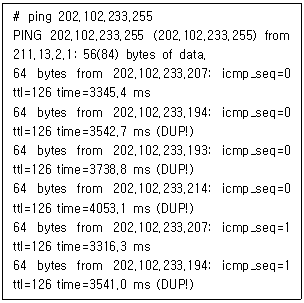 # ping 202.102.233.255
PING 202.102.233.255 (202.102.233.255) from
211.13.2.1: 56(84) bytes of data.
64 bytes from 202.102.233.207: icmp_seq=0
ttl=126 time=3345.4 ms
64 bytes from 202.102.233.194: icmp_seq=0
ttl=126 time=3542.7 ms (DUP!)
64 bytes from 202.102.233.193: icmp_seq=0
ttl=126 time=3738.8 ms (DUP!)
64 bytes from 202.102.233.214: icmp_seq=0
ttl=126 time=4053.1 ms (DUP!)
64 bytes from 202.102.233.207: icmp_seq=1
ttl=126 time=3316.3 ms
64 bytes from 202.102.233.194: icmp_seq=1
ttl=126 time=3541.0 ms (DUP!)